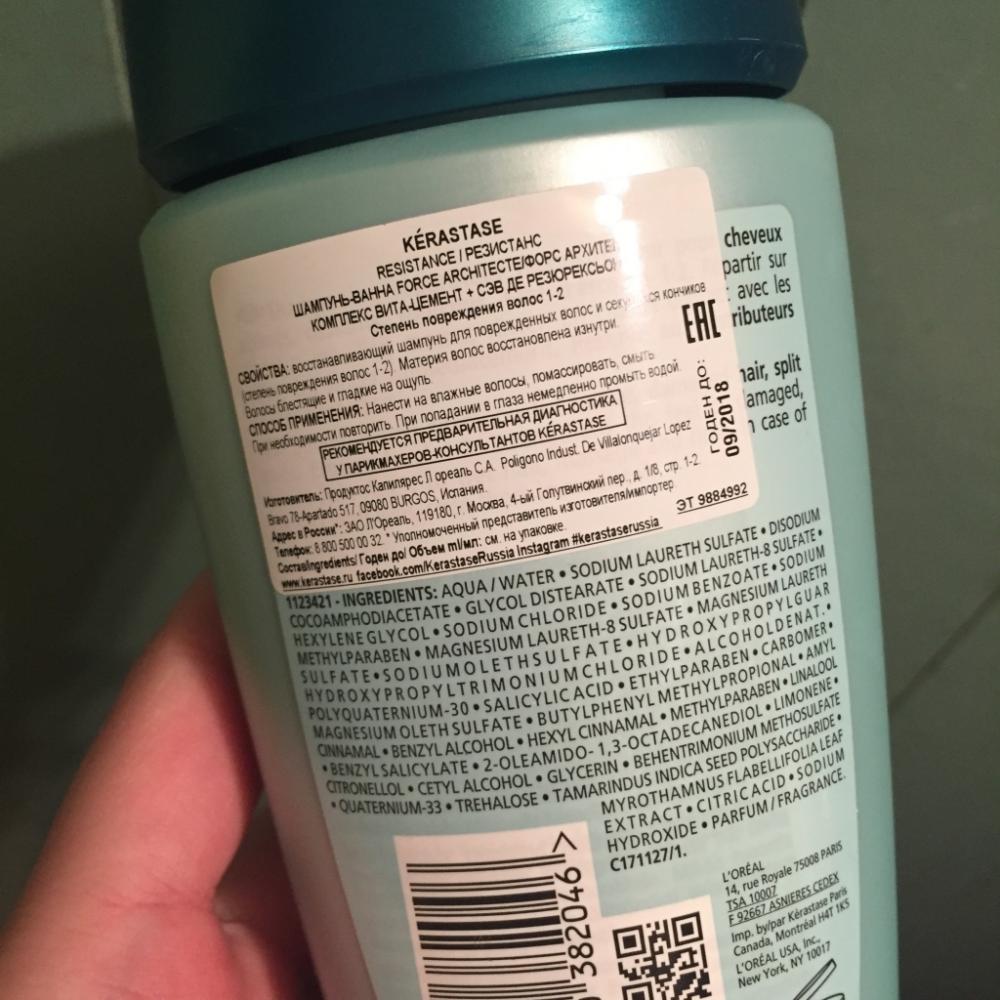 KÉRASTASE
RESISTANCE / РЕЗИСТАНС
ШАМПУНЬ-ВАННА FORCE ARCHITECTE/ФОРС АРХИТЕ
КОМПЛЕКС ВИТА-ЦЕМЕНТ + СЭВ ДЕ РЕЗЮРЕКСЬО
Степень повреждения волос 1-2
СВОЙСТВА: восстанавливающий шампунь для поврежденных волос и секущихся кончиков
(степень повреждения волос 1-2). Материя волос восстановлена изнутри.
Волосы блестящие и гладкие на ощупь.
СПОСОБ ПРИМЕНЕНИЯ: Нанести на влажные волосы, помассировать, смыть.
При необходимости повторить. При попадании в глаза немедленно промыть водой.
РЕКОМЕНДУЕТСЯ ПРЕДВАРИТЕЛЬНАЯ ДИАГНОСТИКА
У ПАРИКМАХЕРОВ-КОНСУЛЬТАНТОВ KÉRASTASE
Изготовитель: Продуктос Капилярес Л ореаль С.А. Poligono Indust. De Villalonquejar Lopez
Bravo 78-Apartado 517, 09080 BURGOS, Испания.
Адрес в России*: ЗАО Л'Ореаль, 119180, г. Москва, 4-ый Голутвинский пер., д. 1/8, стр. 1-2.
Телефон: 8 800 500 00 32. * Уполномоченный представитель изготовителя/импортер.
Состав/ingredients/ Годен до/ Объем ml/мл: см. на упаковке.
www.kerastase.ru facebook.com/KerastaseRussia Instagram #kerastaserussia
ЭТ 9884992
EAC
ГОДЕН ДО:
09/2018
cheveux
partir sur
avec les
ributeurs
hair, split
damaged,
n case of
1123421 - INGREDIENTS: AQUA / WATER • SODIUM LAURETH SULFATE • DISODIUM
COCOAMPHODIACETATE • GLYCOL DISTEARATE • SODIUM LAURETH-8 SULFATE •
HEXYLENE GLYCOL • SODIUM CHLORIDE • SODIUM BENZOATE • SODIUM
METHYLPARABEN • MAGNESIUM LAURETH-8 SULFATE • MAGNESIUM LAURETH
SULFATE • SODIUM OLETH SULFATE • HYDROXYPROPYL GUAR
HYDROXYPROPYLTRIMONIUM CHLORIDE • ALCOHOL DENAT. •
POLYQUATERNIUM-30 • SALICYLIC ACID • ETHYLPARABEN • CARBOMER •
MAGNESIUM OLETH SULFATE • BUTYLPHENYL METHYLPROPIONAL • AMYL
CINNAMAL • BENZYL ALCOHOL • HEXYL CINNAMAL • METHYLPARABEN • LINALOOL
• BENZYL SALICYLATE • 2-OLEAMIDO- 1,3-OCTADECANEDIOL • LIMONENE •
CITRONELLOL • CETYL ALCOHOL • GLYCERIN • BEHENTRIMONIUM METHOSULFATE
• QUATERNIUM-33 • TREHALOSE • TAMARINDUS INDICA SEED POLYSACCHARIDE •
MYROTHAMNUS FLABELLIFOLIA LEAF
EXTRACT • CITRIC ACID • SODIUM
HYDROXIDE • PARFUM / FRAGRANCE.
C171127/1.
382046 >
L'ORÉAL
14, rue Royale 75008 PARIS
TSA 10007
F 92667 ASNIERES CEDEX
Imp. by/par Kérastase Paris
Canada, Montréal H4T 1K5
L'ORÉAL USA, Inc.,
New York, NY 10017